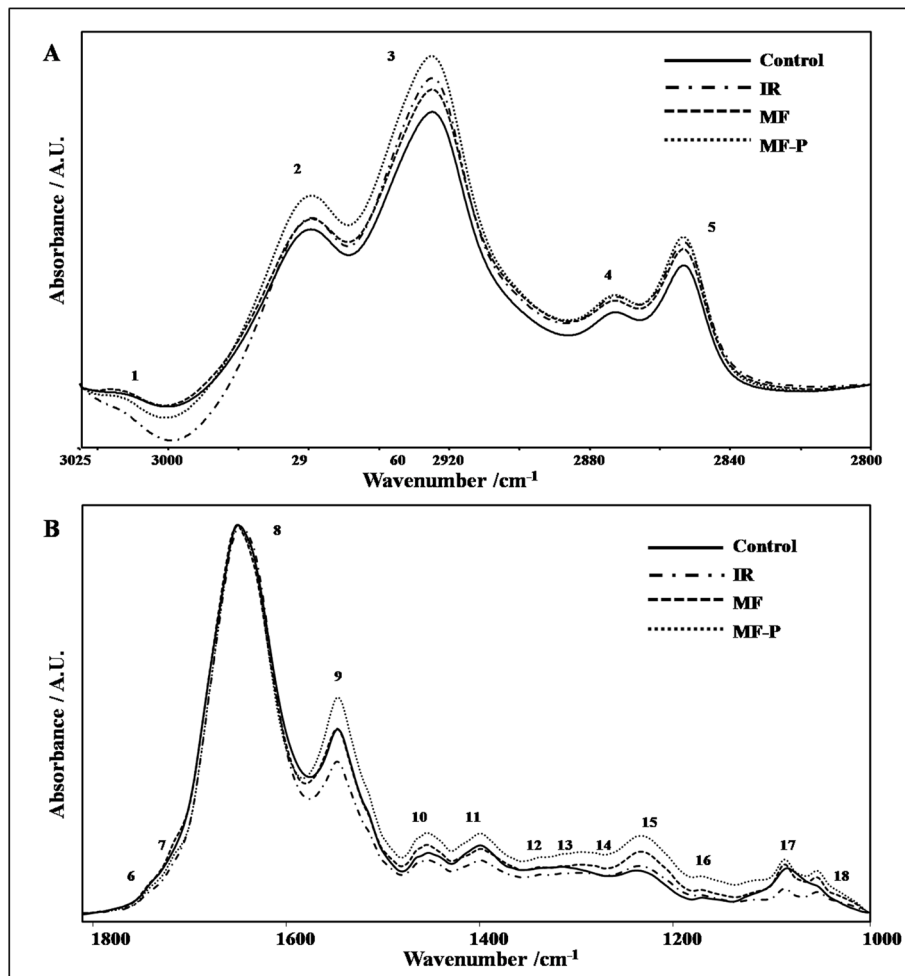 A
3
Control
IR
MF
MF-P
2
5
4
1
Absorbance / A.U.
3025 3000 29 60 2920 2880 2840 2800
Wavenumber /cm-1
B
8
Control
IR
MF
MF-P
9
10 11
12 13 14 15
16
17
18
7
6
Absorbance / A.U.
1800 1600 1400 1200 1000
Wavenumber /cm-1